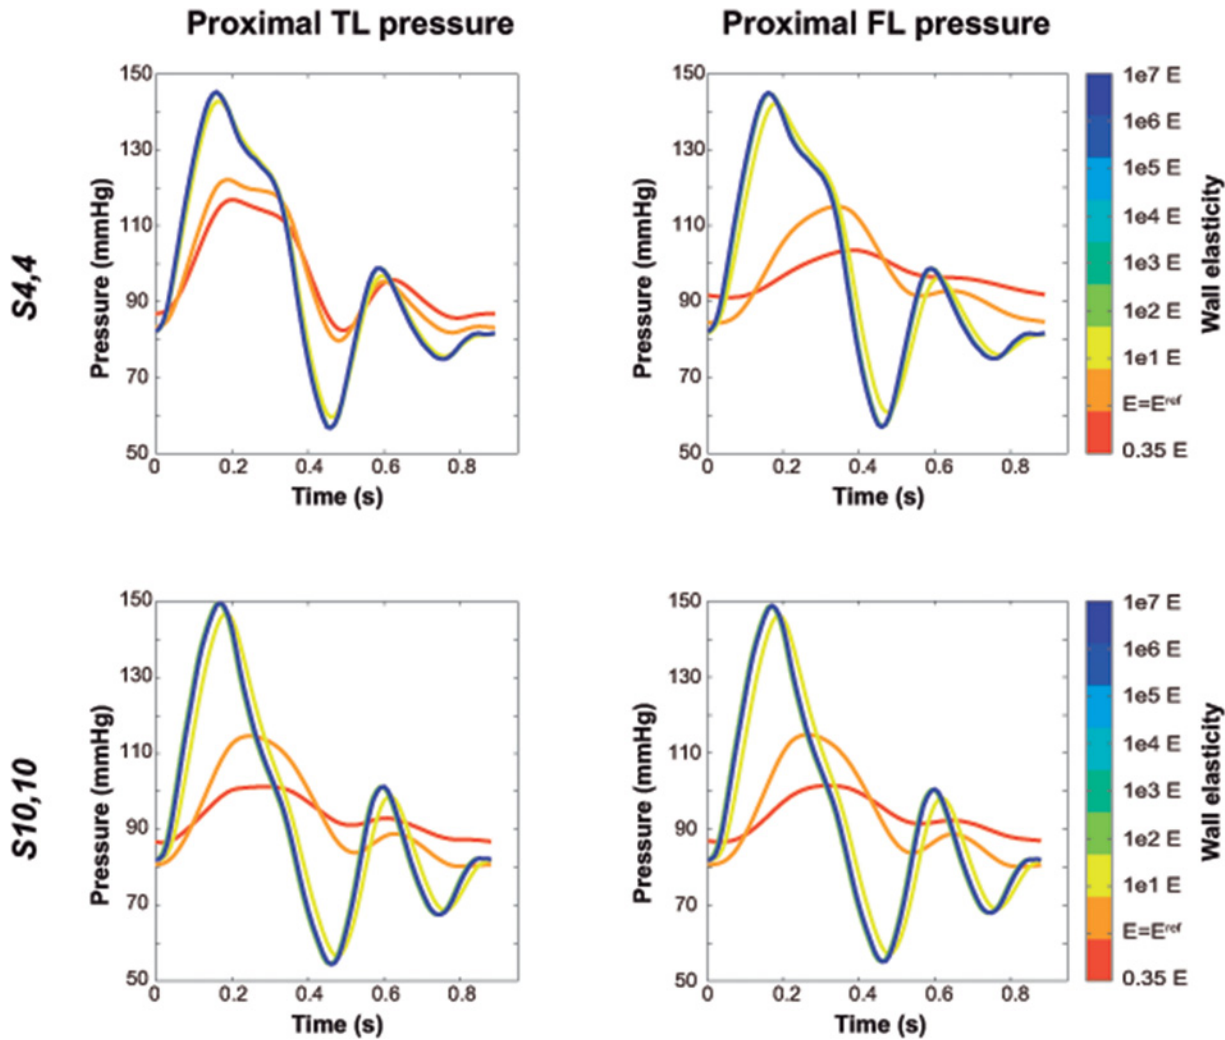 Proximal TL pressure
Proximal FL pressure
S4,4
Pressure (mmHg)
150
130
110
90
70
50
0 0.2 0.4 0.6 0.8
Time (s)
Pressure (mmHg)
150
130
110
90
70
50
0 0.2 0.4 0.6 0.8
Time (s)
1e7 E
1e6 E
1e5 E
1e4 E
1e3 E
1e2 E
1e1 E
E=E^ref
0.35 E
Wall elasticity
S10,10
Pressure (mmHg)
150
130
110
90
70
50
0 0.2 0.4 0.6 0.8
Time (s)
Pressure (mmHg)
150
130
110
90
70
50
0 0.2 0.4 0.6 0.8
Time (s)
1e7 E
1e6 E
1e5 E
1e4 E
1e3 E
1e2 E
1e1 E
E=E^ref
0.35 E
Wall elasticity